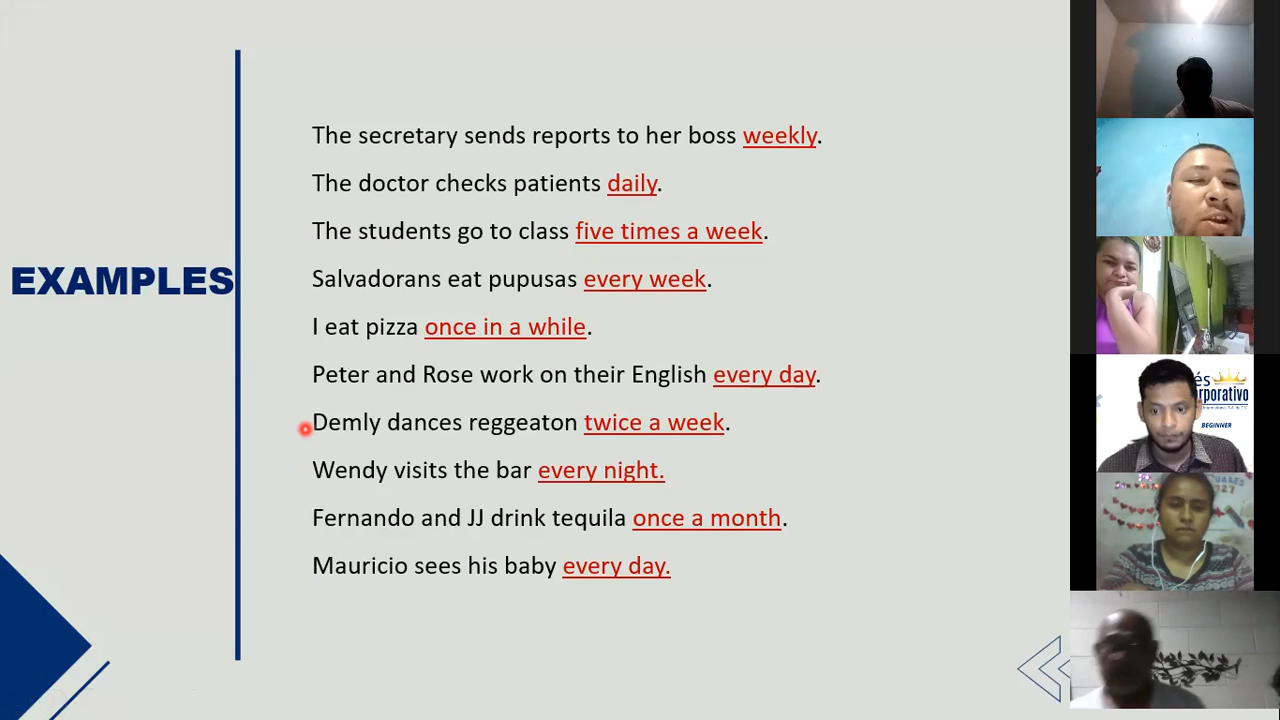 EXAMPLES
The secretary sends reports to her boss weekly.
The doctor checks patients daily.
The students go to class five times a week.
Salvadorans eat pupusas every week.
I eat pizza once in a while.
Peter and Rose work on their English every day.
Demly dances reggeaton twice a week.
Wendy visits the bar every night.
Fernando and JJ drink tequila once a month.
Mauricio sees his baby every day.
BEGINNER